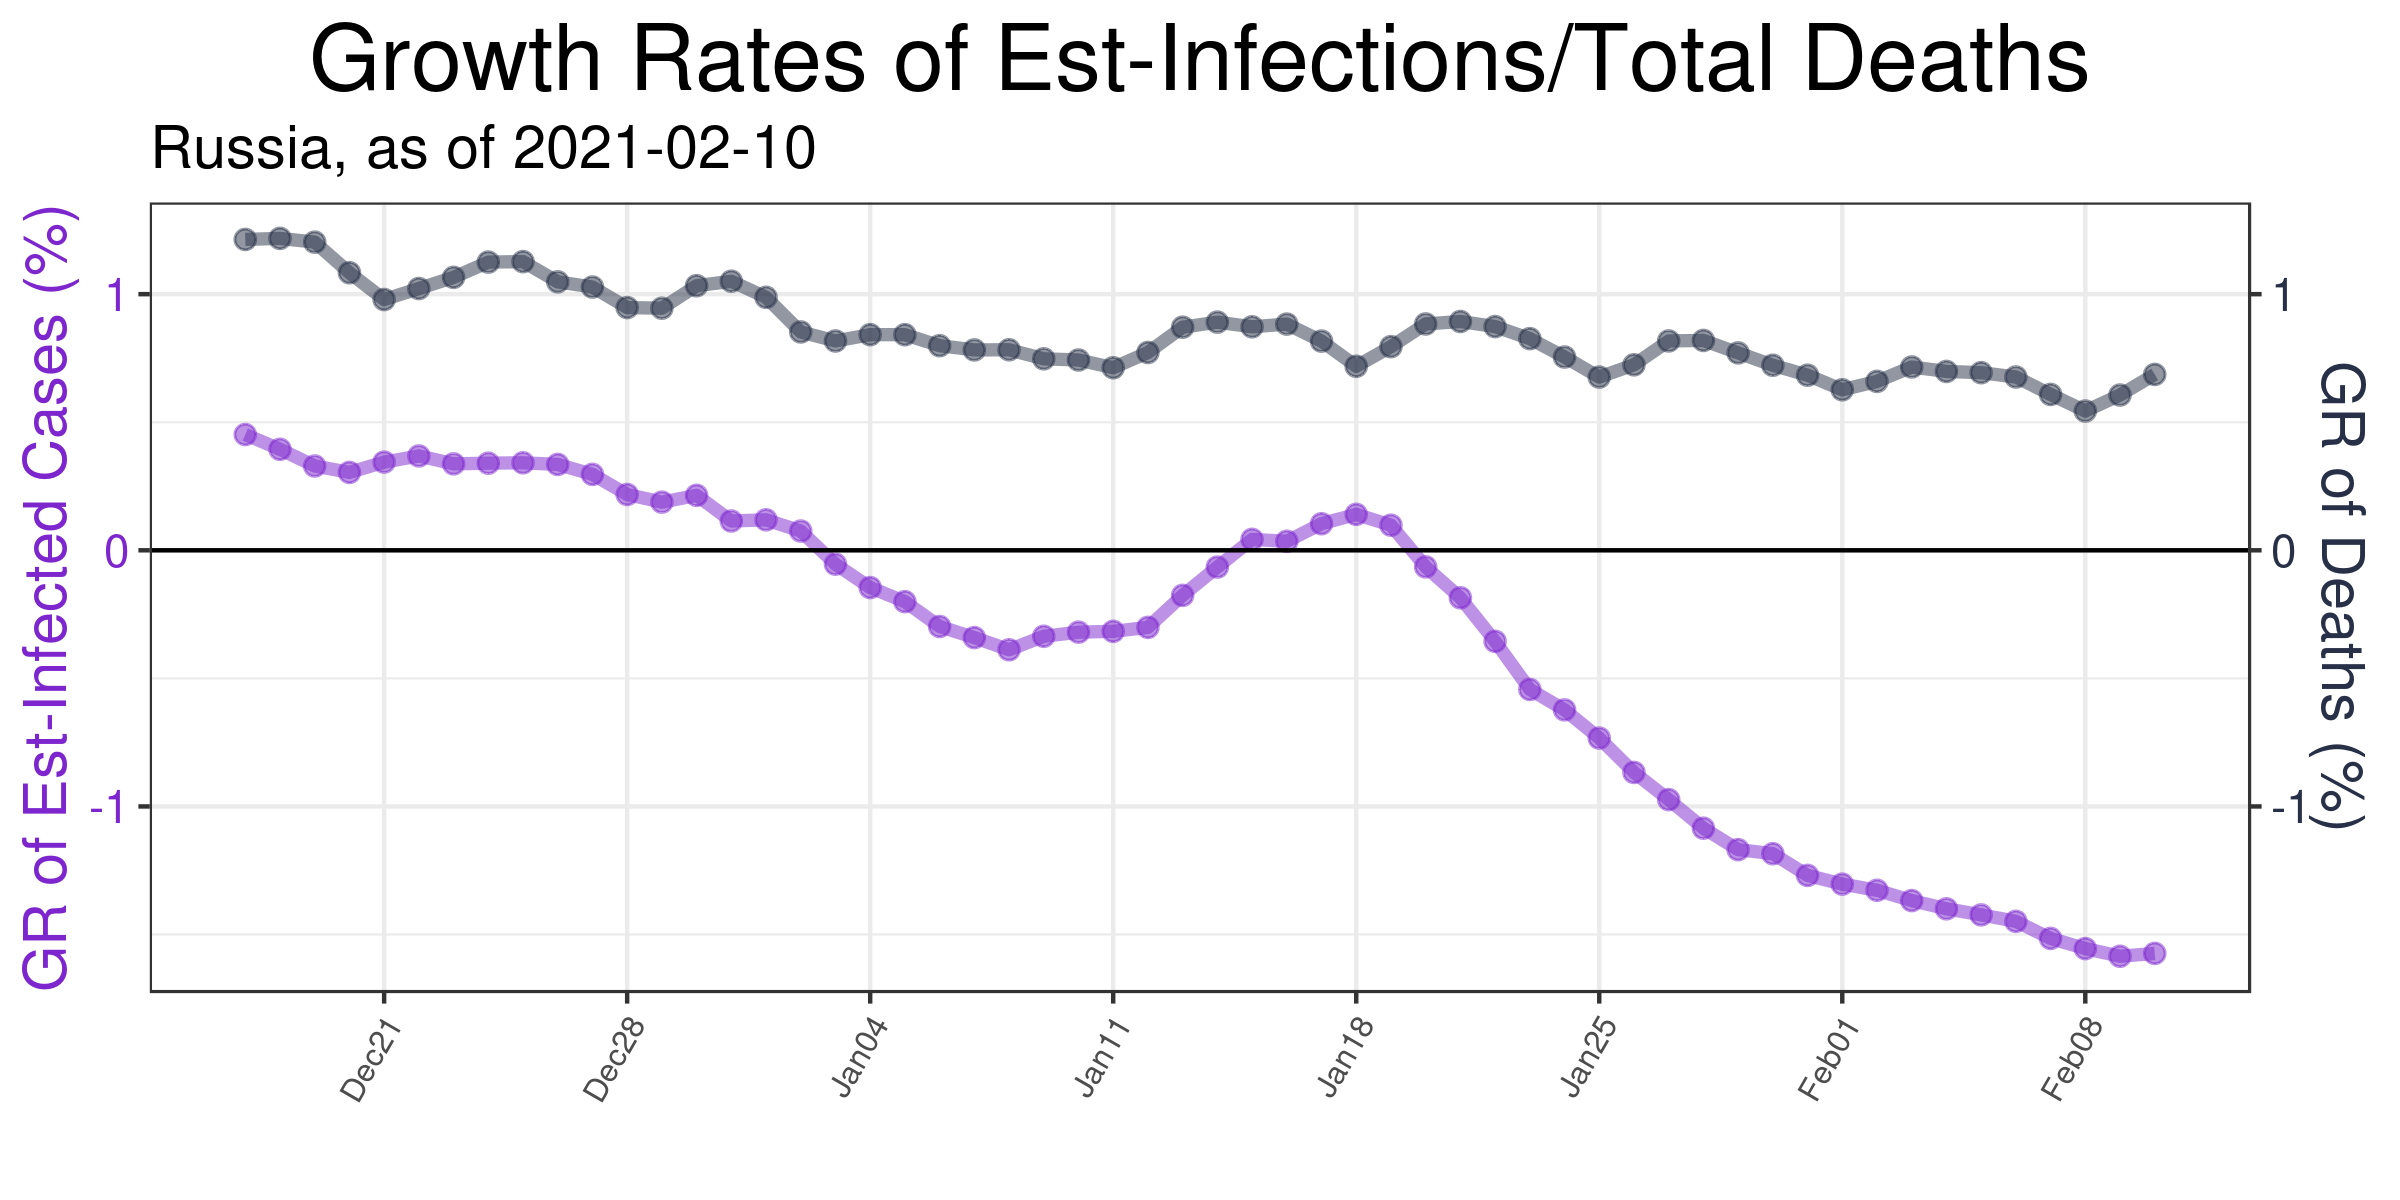 Growth Rates of Est-Infections/Total Deaths
Russia, as of 2021-02-10
GR of Est-Infected Cases (%)
1
0
-1
1
0
-1
GR of Deaths (%)
Dec21
Dec28
Jan04
Jan11
Jan18
Jan25
Feb01
Feb08